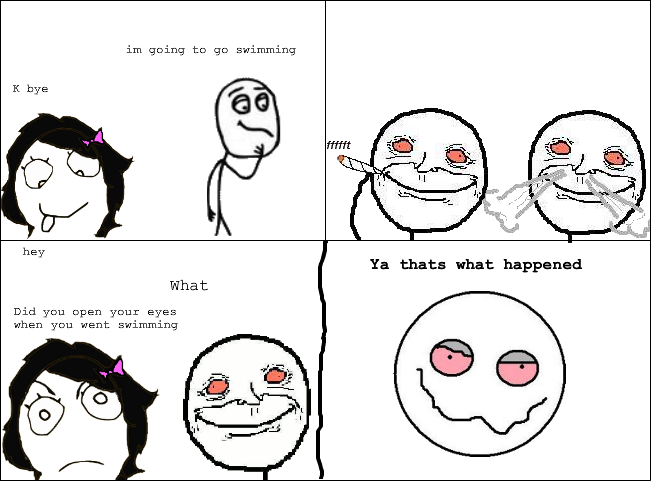 im going to go swimming
K bye
ffffft
hey
What
Did you open your eyes
when you went swimming
Ya thats what happened